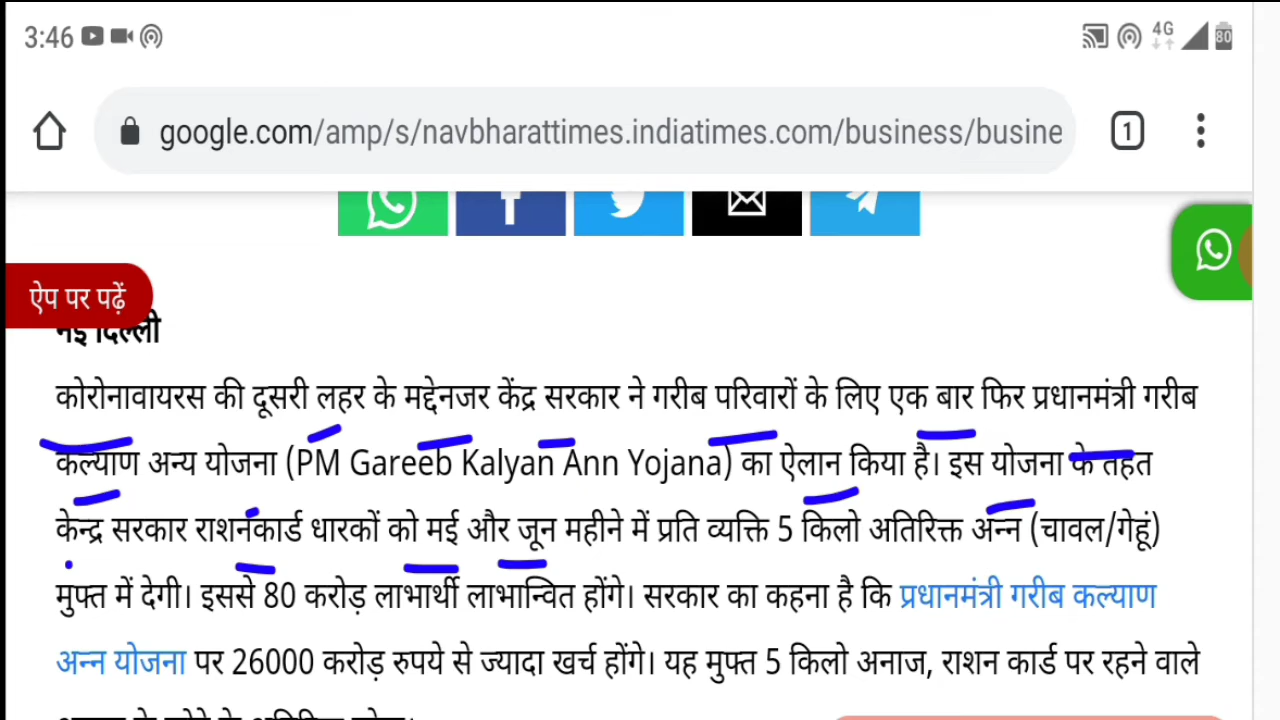 3:46
4G
80
google.com/amp/s/navbharattimes.indiatimes.com/business/busine
1
ऐप पर पढ़ें
नई दिल्ली
कोरोनावायरस की दूसरी लहर के मद्देनजर केंद्र सरकार ने गरीब परिवारों के लिए एक बार फिर प्रधानमंत्री गरीब
कल्याण अन्य योजना (PM Gareeb Kalyan Ann Yojana) का ऐलान किया है। इस योजना के तहत
केन्द्र सरकार राशनकार्ड धारकों को मई और जून महीने में प्रति व्यक्ति 5 किलो अतिरिक्त अन्न (चावल/गेहूं)
मुफ्त में देगी। इससे 80 करोड़ लाभार्थी लाभान्वित होंगे। सरकार का कहना है कि प्रधानमंत्री गरीब कल्याण
अन्न योजना पर 26000 करोड़ रुपये से ज्यादा खर्च होंगे। यह मुफ्त 5 किलो अनाज, राशन कार्ड पर रहने वाले